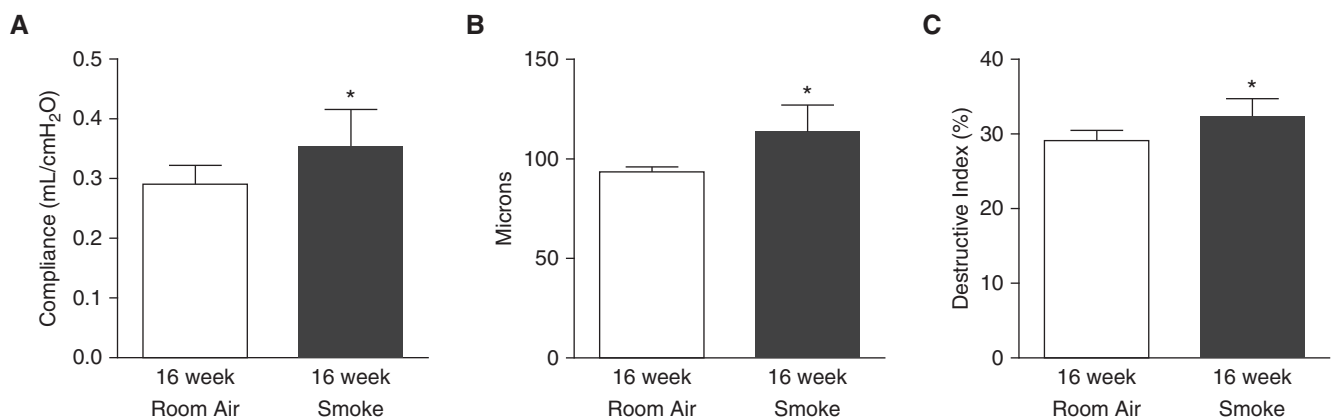 A
Compliance (mL/cmH₂O)
0.5
0.4
0.3
0.2
0.1
0.0
*
16 week
Room Air
16 week
Smoke
B
Microns
150
100
50
0
*
16 week
Room Air
16 week
Smoke
C
Destructive Index (%)
40
30
20
10
0
*
16 week
Room Air
16 week
Smoke